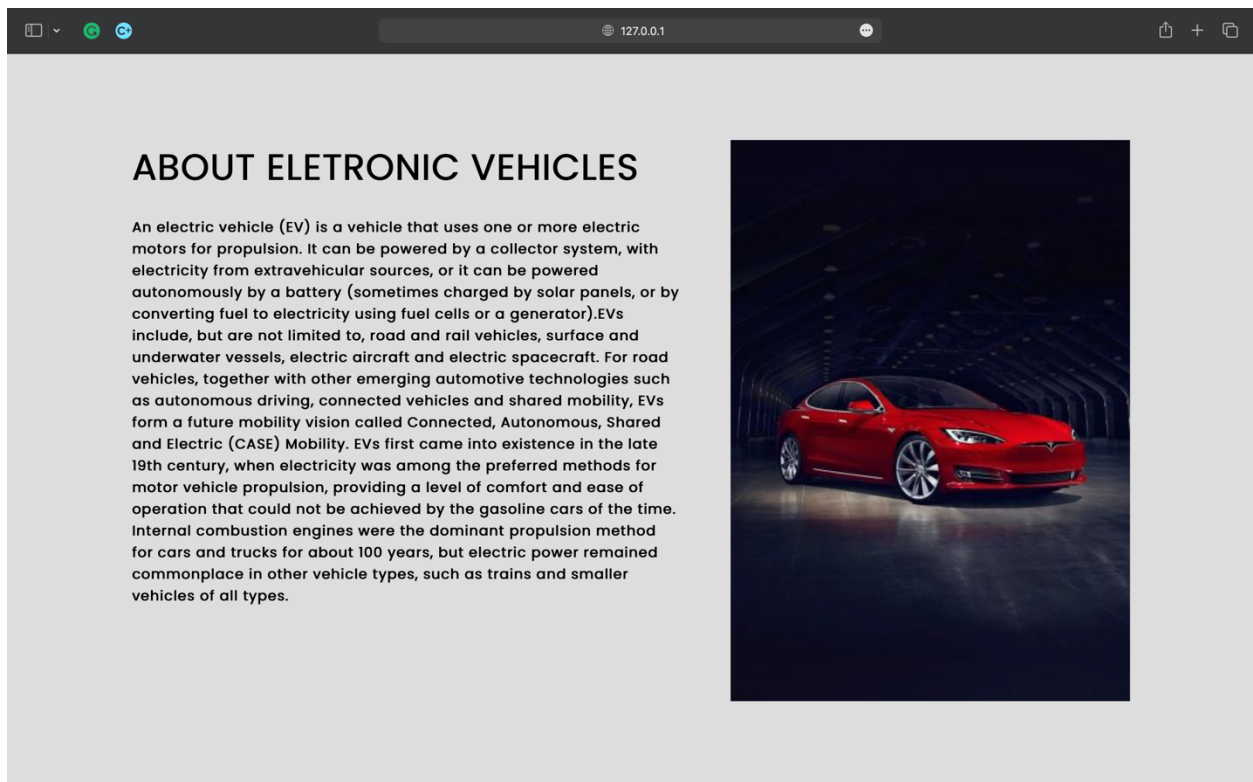 127.0.0.1
ABOUT ELETRONIC VEHICLES
An electric vehicle (EV) is a vehicle that uses one or more electric
motors for propulsion. It can be powered by a collector system, with
electricity from extravehicular sources, or it can be powered
autonomously by a battery (sometimes charged by solar panels, or by
converting fuel to electricity using fuel cells or a generator).EVs
include, but are not limited to, road and rail vehicles, surface and
underwater vessels, electric aircraft and electric spacecraft. For road
vehicles, together with other emerging automotive technologies such
as autonomous driving, connected vehicles and shared mobility, EVs
form a future mobility vision called Connected, Autonomous, Shared
and Electric (CASE) Mobility. EVs first came into existence in the late
19th century, when electricity was among the preferred methods for
motor vehicle propulsion, providing a level of comfort and ease of
operation that could not be achieved by the gasoline cars of the time.
Internal combustion engines were the dominant propulsion method
for cars and trucks for about 100 years, but electric power remained
commonplace in other vehicle types, such as trains and smaller
vehicles of all types.